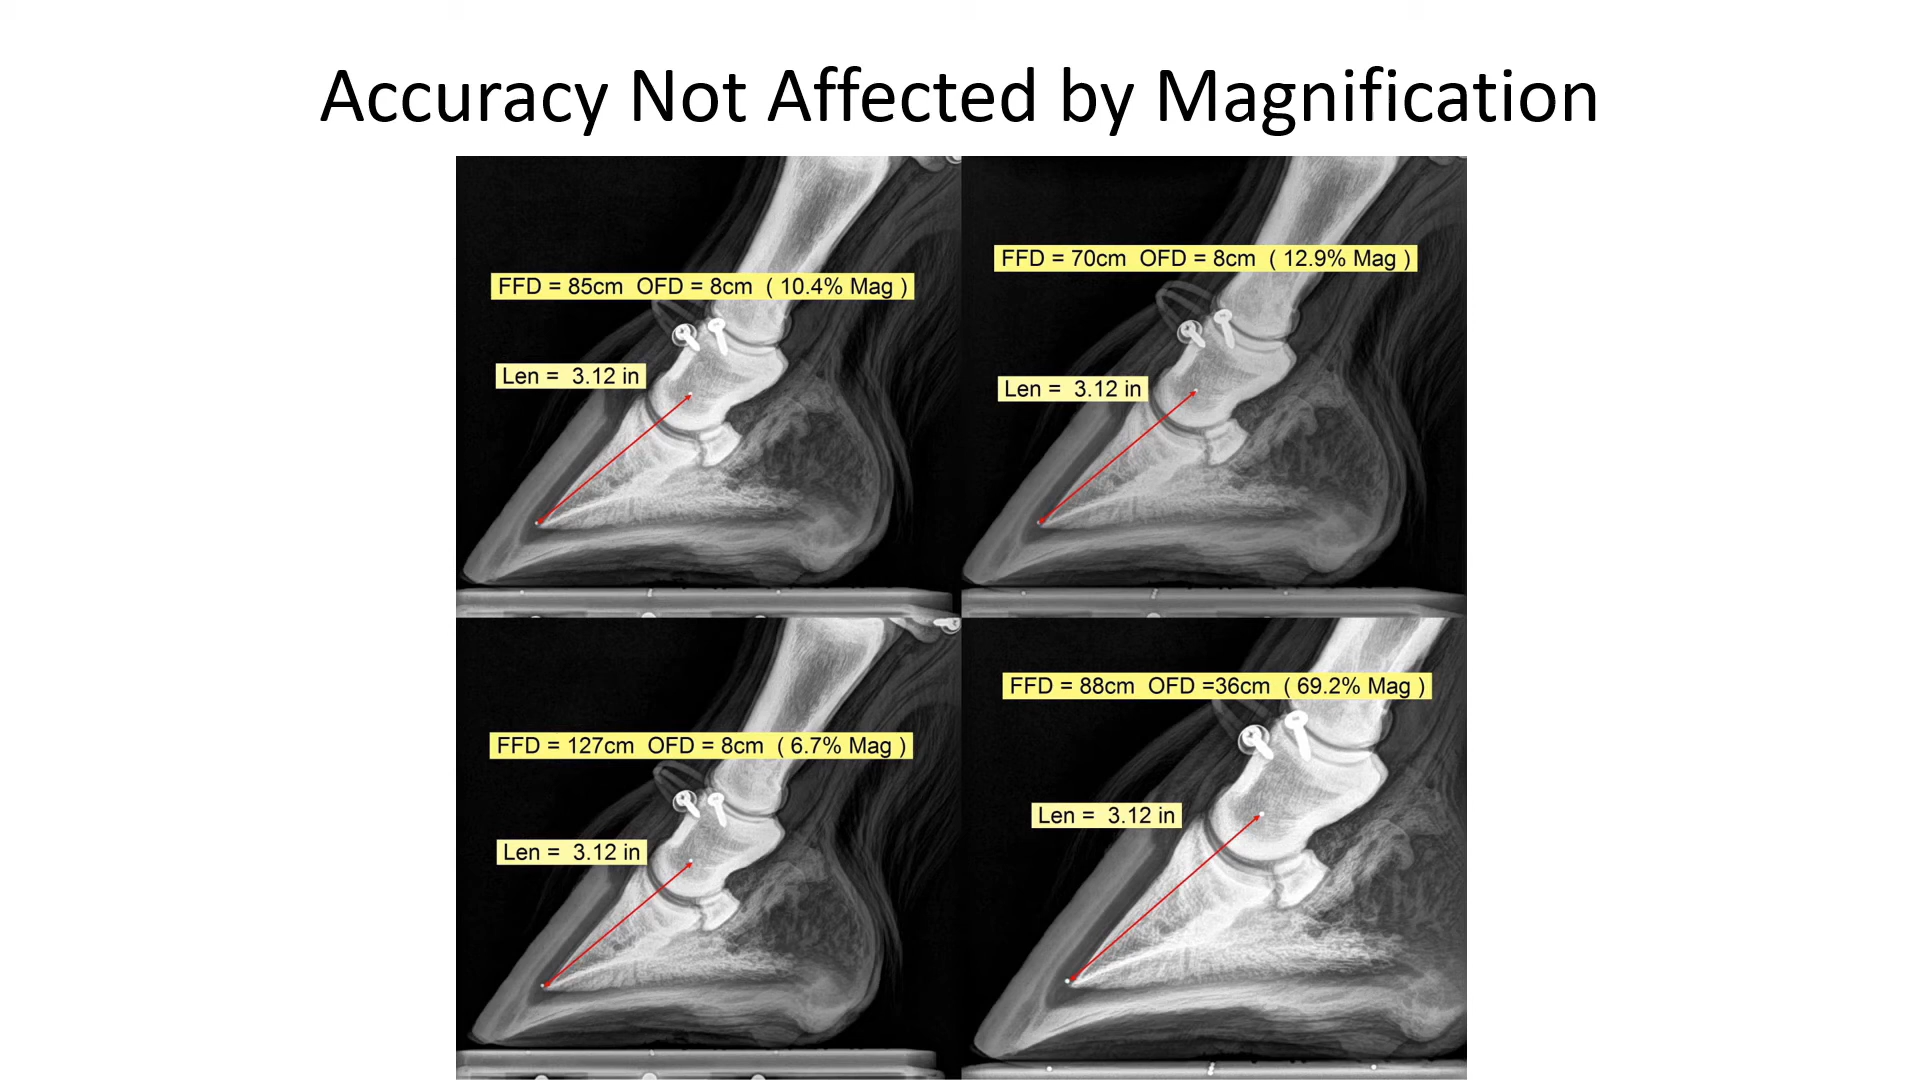 Accuracy Not Affected by Magnification
FFD = 85cm  OFD = 8cm  ( 10.4% Mag )
Len =  3.12 in
FFD = 70cm  OFD = 8cm  ( 12.9% Mag )
Len =  3.12 in
FFD = 127cm  OFD = 8cm  ( 6.7% Mag )
Len =  3.12 in
FFD = 88cm  OFD =36cm  ( 69.2% Mag )
Len =  3.12 in